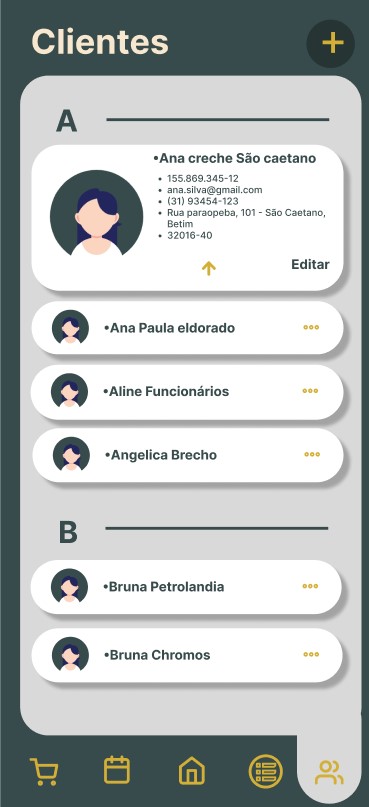 Clientes
A
•Ana creche São caetano
• 155.869.345-12
• ana.silva@gmail.com
• (31) 93454-123
• Rua paraopeba, 101 - São Caetano,
Betim
• 32016-40
Editar
•Ana Paula eldorado
•Aline Funcionários
•Angelica Brecho
B
•Bruna Petrolandia
•Bruna Chromos